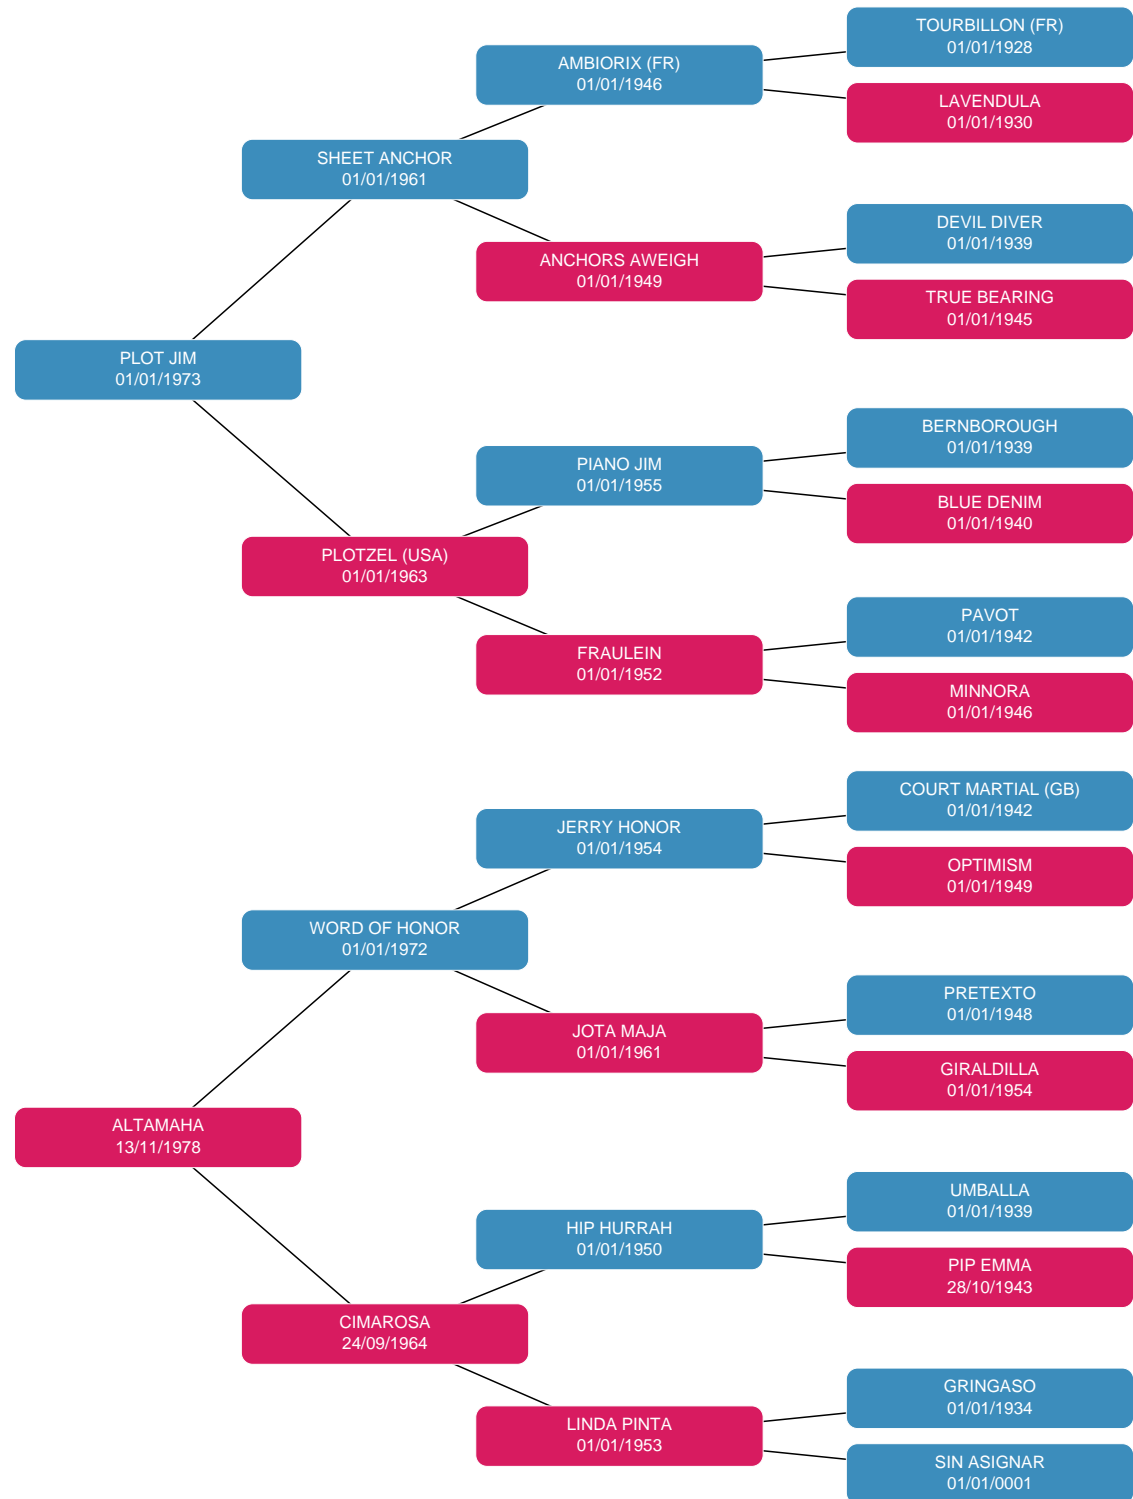 TOURBILLON (FR)
01/01/1928
AMBIORIX (FR)
01/01/1946
LAVENDULA
01/01/1930
SHEET ANCHOR
01/01/1961
DEVIL DIVER
01/01/1939
ANCHORS AWEIGH
01/01/1949
TRUE BEARING
01/01/1945
PLOT JIM
01/01/1973
BERNBOROUGH
01/01/1939
PIANO JIM
01/01/1955
BLUE DENIM
01/01/1940
PLOTZEL (USA)
01/01/1963
PAVOT
01/01/1942
FRAULEIN
01/01/1952
MINNORA
01/01/1946
COURT MARTIAL (GB)
01/01/1942
JERRY HONOR
01/01/1954
OPTIMISM
01/01/1949
WORD OF HONOR
01/01/1972
PRETEXTO
01/01/1948
JOTA MAJA
01/01/1961
GIRALDILLA
01/01/1954
ALTAMAHA
13/11/1978
UMBALLA
01/01/1939
HIP HURRAH
01/01/1950
PIP EMMA
28/10/1943
CIMAROSA
24/09/1964
GRINGASO
01/01/1934
LINDA PINTA
01/01/1953
SIN ASIGNAR
01/01/0001